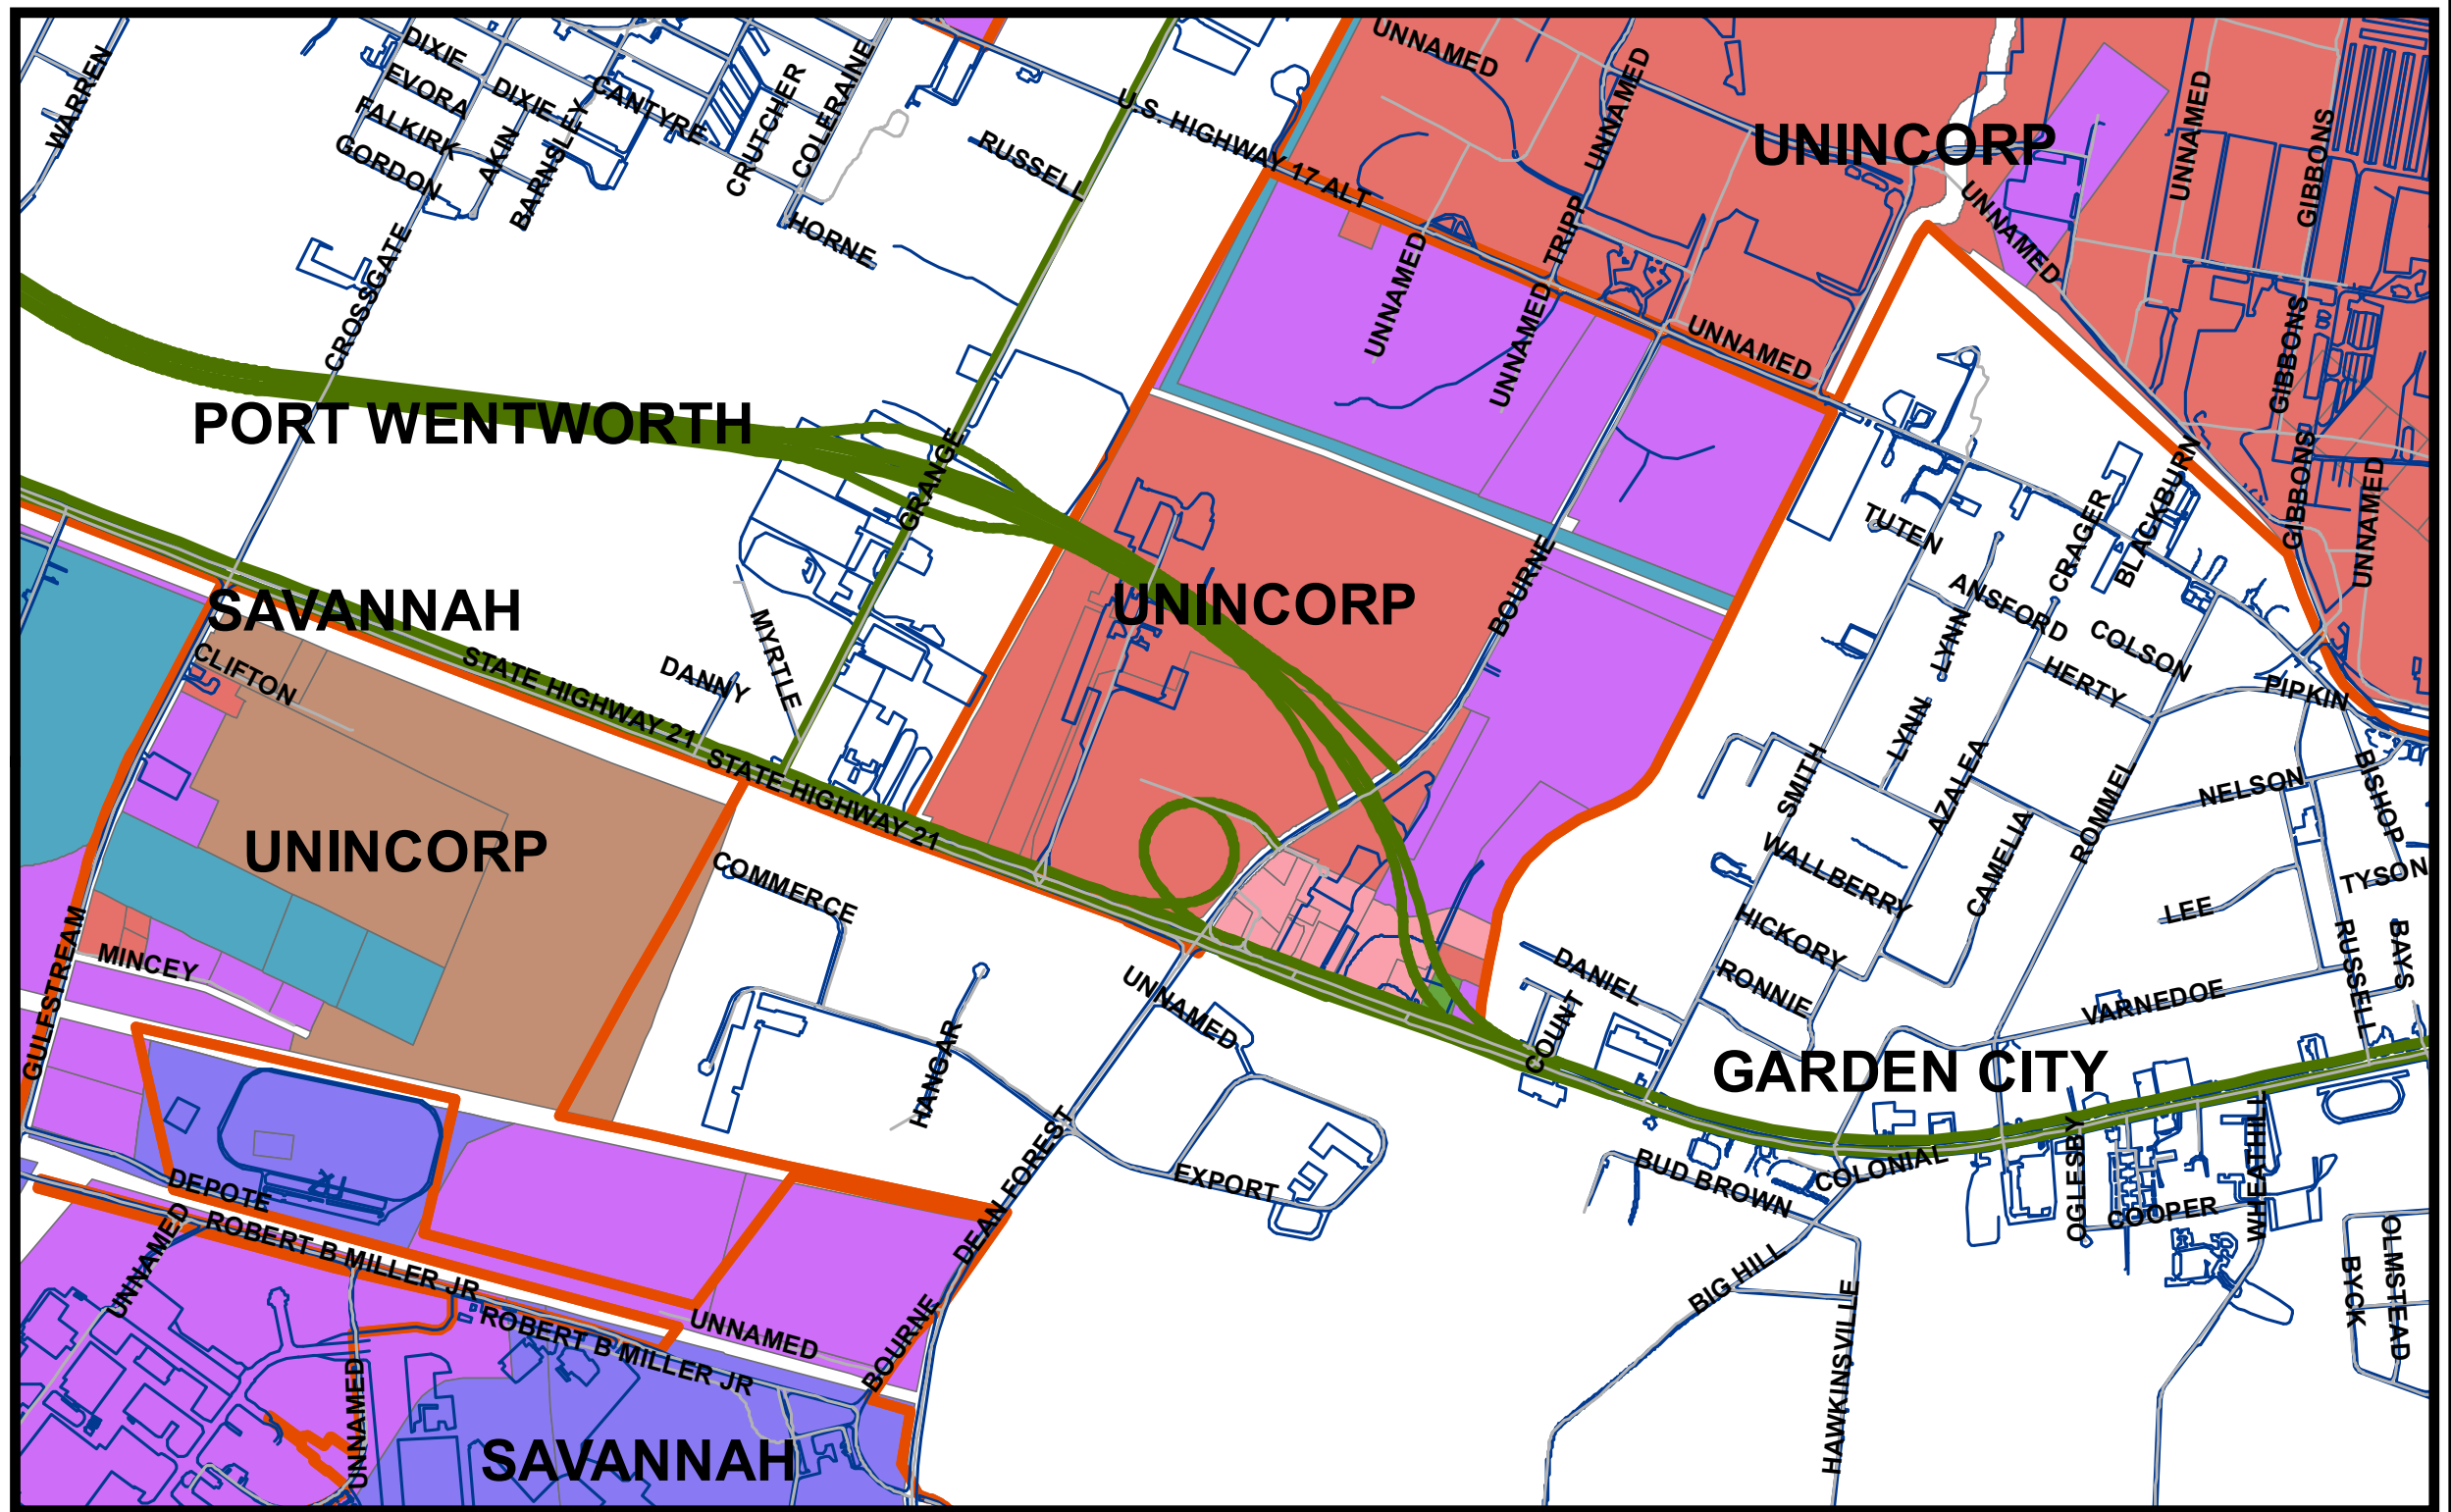 WARREN
DIXIE
EVORA
FALKIRK
GORDON
DIXIE
AKIN
BARNSLEY
CANTYRE
CRUTCHER
COLERAINE
HORNE
RUSSELL
U.S. HIGHWAY 17 ALT
UNNAMED
UNNAMED
UNINCORP
UNNAMED
UNNAMED
GIBBONS
CROSSGATE
UNNAMED
TRIPP
UNNAMED
UNNAMED
GIBBONS
PORT WENTWORTH
GRANGE
TUTEN
CRAGER
BLACKBURN
GIBBONS
UNNAMED
SAVANNAH
UNINCORP
BOURNE
ANSFORD
LYNN
COLSON
HERTY
PIPKIN
CLIFTON
STATE HIGHWAY 21
DANNY
MYRTLE
STATE HIGHWAY 21
LYNN
SMITH
AZALEA
ROMMEL
NELSON
BISHOP
UNINCORP
COMMERCE
WALLBERRY
CAMELIA
TYSON
LEE
HICKORY
RONNIE
RUSSELL
BAYS
GULFSTREAM
MINCEY
UNNAMED
DANIEL
COUNT
VARNEDOE
HANGAR
GARDEN CITY
DEPOTE
DEAN FOREST
EXPORT
BUD BROWN
COLONIAL
OGLESBY
COOPER
WHEATHILL
UNNAMED
ROBERT B MILLER JR
BIG HILL
BYCK
OLMSTEAD
ROBERT B MILLER JR
UNNAMED
BOURNE
HAWKINSVILLE
UNNAMED
SAVANNAH